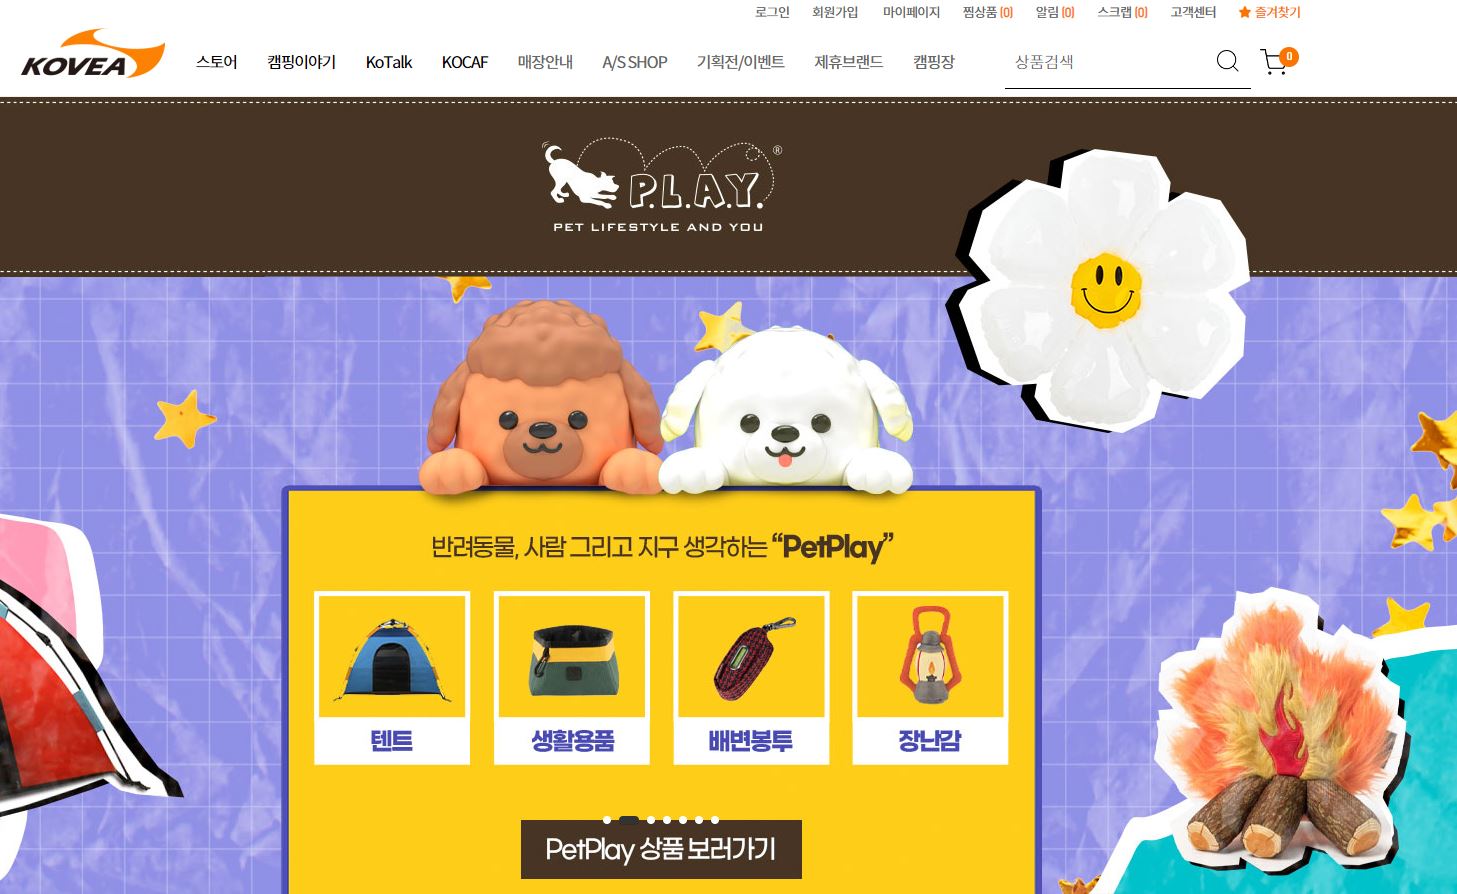 로그인 회원가입 마이페이지 찜상품 (0) 알림 (0) 스크랩 (0) 고객센터 즐겨찾기
KOVEA 스토어 캠핑이야기 KoTalk KOCAF 매장안내 A/S SHOP 기획전/이벤트 제휴브랜드 캠핑장 상품검색 0
P.L.A.Y. ®
PET LIFESTYLE AND YOU
반려동물, 사람 그리고 지구 생각하는 “PetPlay”
텐트 생활용품 배변봉투 장난감
PetPlay 상품 보러가기